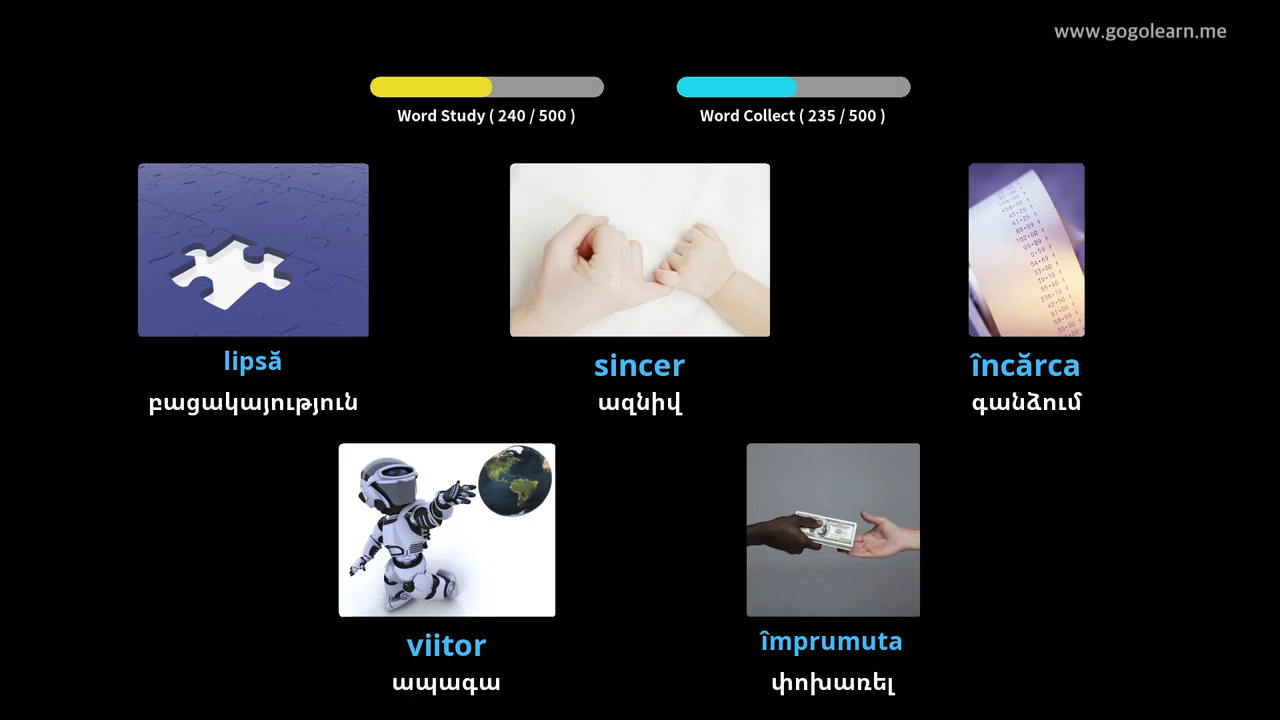 www.gogolearn.me
Word Study ( 240 / 500 )
Word Collect ( 235 / 500 )
lipsă
բացակայություն
sincer
ազնիվ
încărca
գանձում
viitor
ապագա
împrumuta
փոխառել